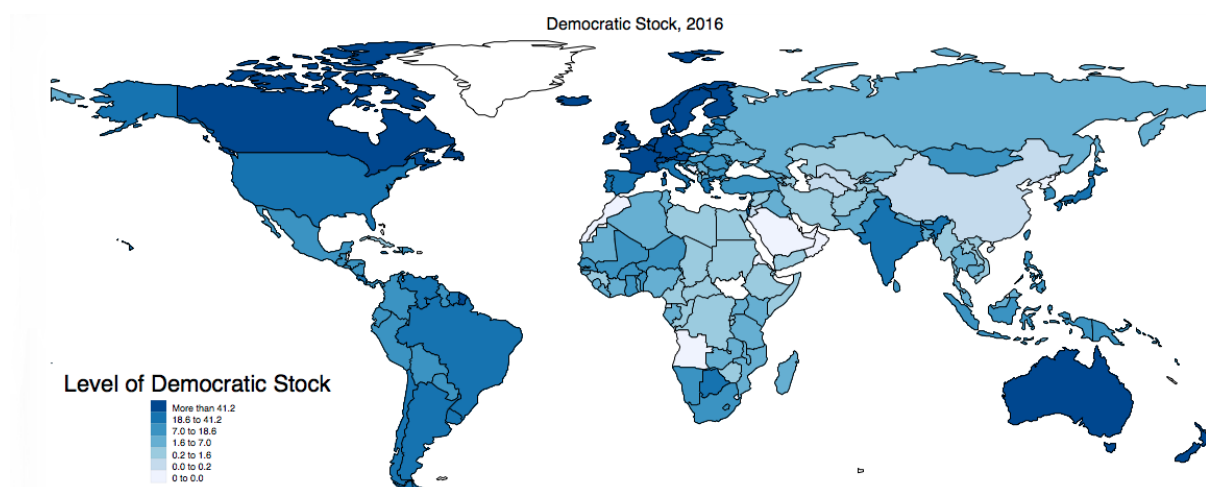 Democratic Stock, 2016
Level of Democratic Stock
More than 41.2
18.6 to 41.2
7.0 to 18.6
1.6 to 7.0
0.2 to 1.6
0.0 to 0.2
0 to 0.0